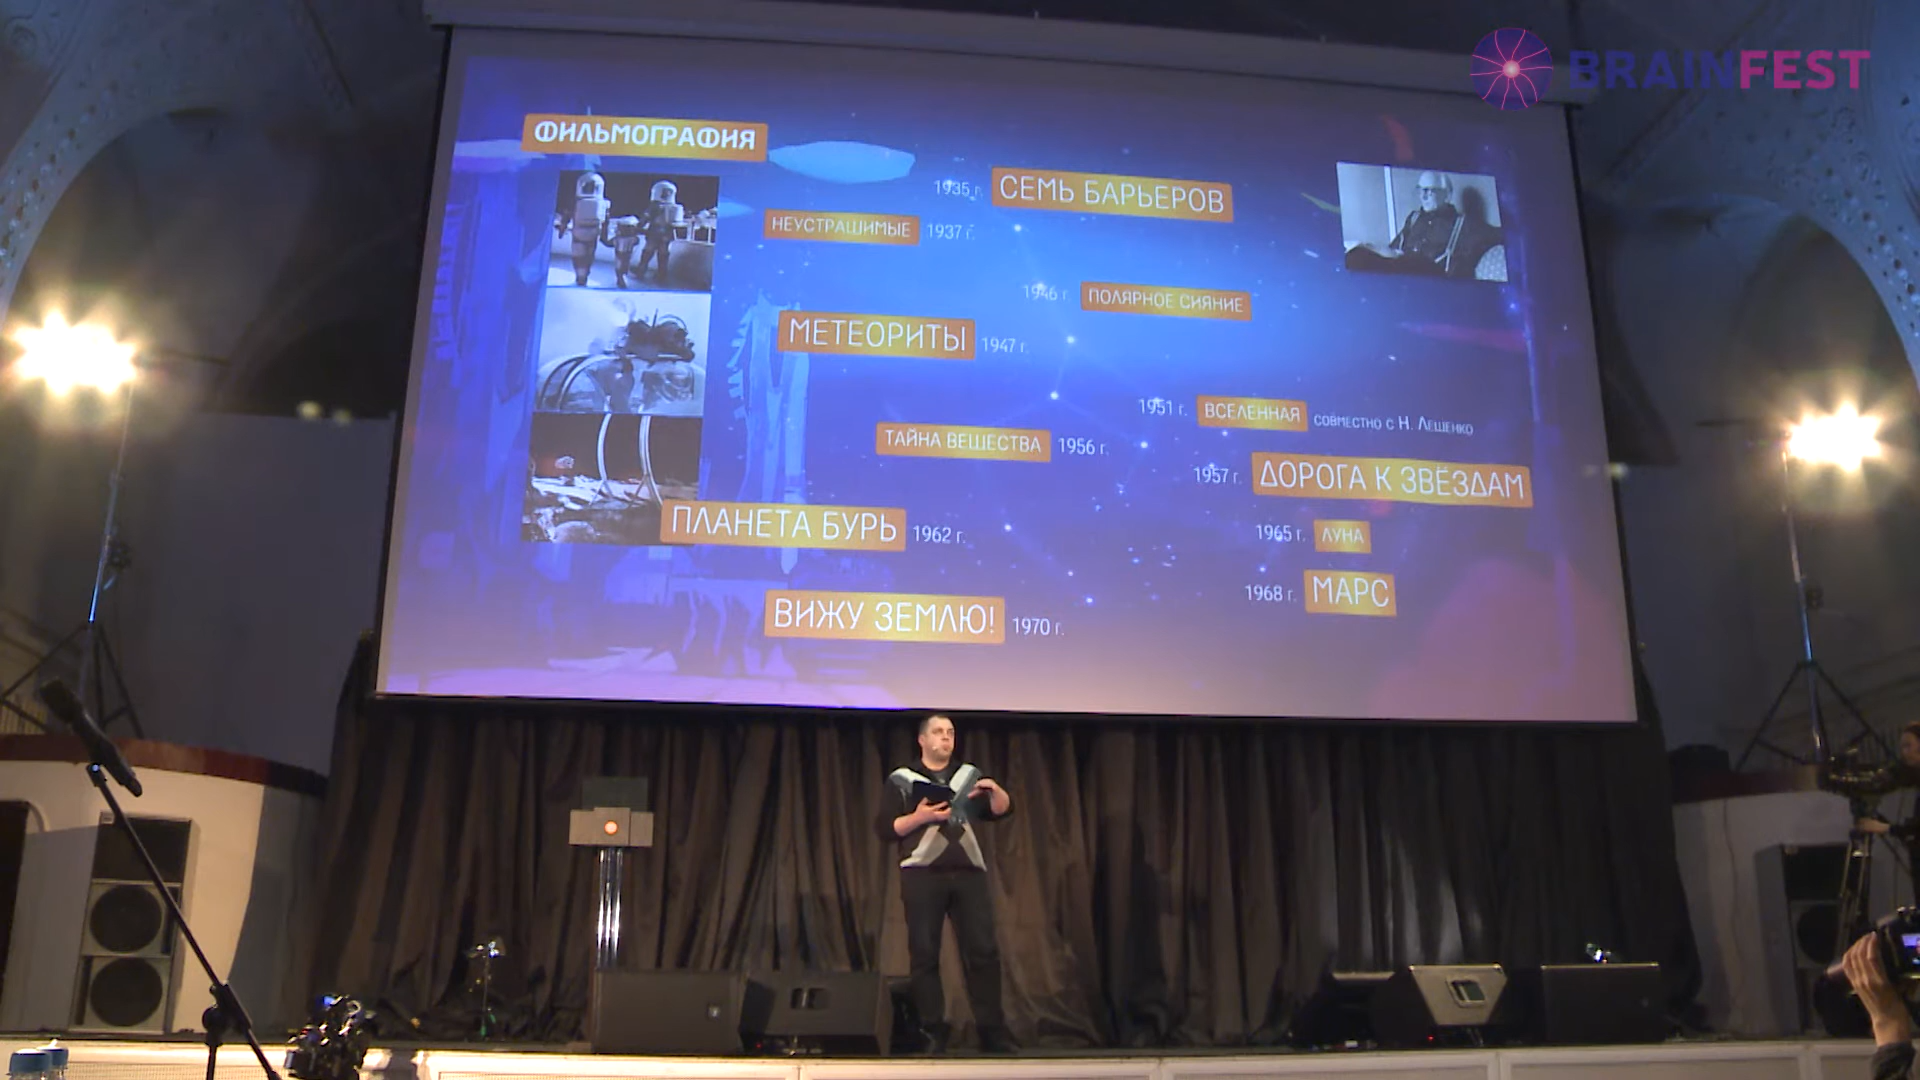 BRAINFEST
ФИЛЬМОГРАФИЯ
1935 г. СЕМЬ БАРЬЕРОВ
НЕУСТРАШИМЫЕ 1937 г.
1946 г. ПОЛЯРНОЕ СИЯНИЕ
МЕТЕОРИТЫ 1947 г.
1951 г. ВСЕЛЕННАЯ СОВМЕСТНО С Н. ЛЕЩЕНКО
ТАЙНА ВЕЩЕСТВА 1956 г.
1957 г. ДОРОГА К ЗВЁЗДАМ
ПЛАНЕТА БУРЬ 1962 г.
1965 г. ЛУНА
1968 г. МАРС
ВИЖУ ЗЕМЛЮ! 1970 г.